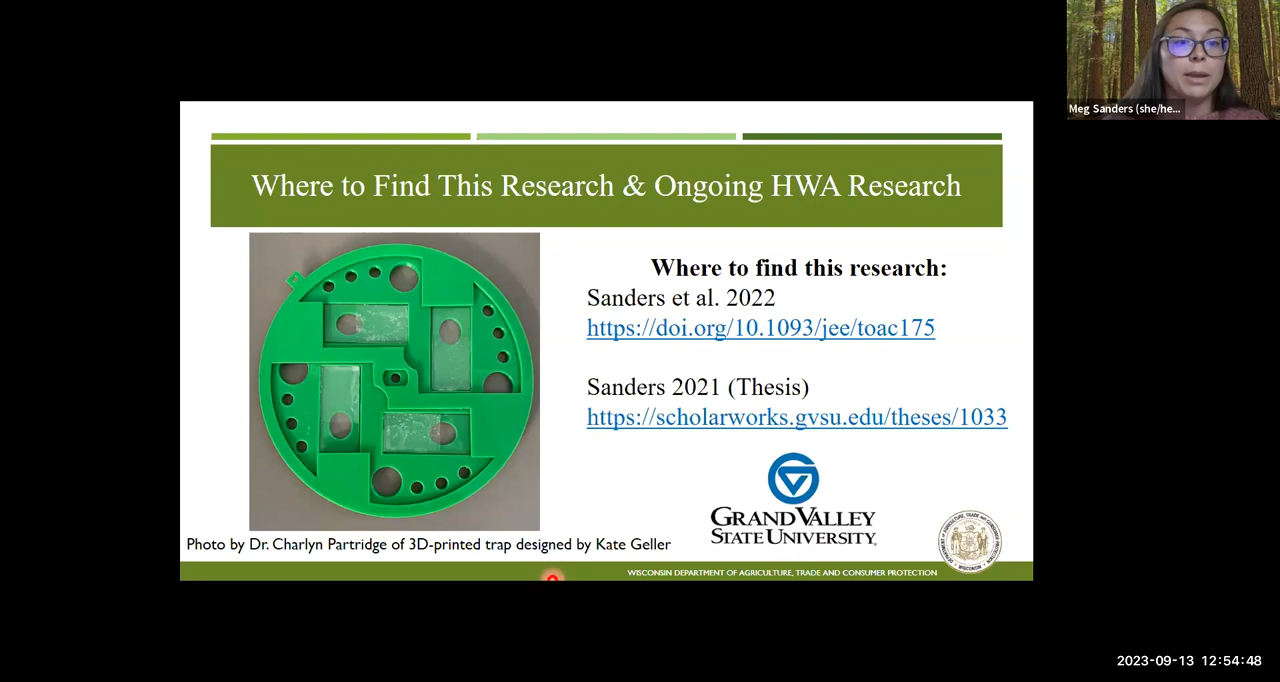 Meg Sanders (she/he...
Where to Find This Research & Ongoing HWA Research
Where to find this research:
Sanders et al. 2022
https://doi.org/10.1093/jee/toac175
Sanders 2021 (Thesis)
https://scholarworks.gvsu.edu/theses/1033
GRANDVALLEY
STATE UNIVERSITY
Photo by Dr. Charlyn Partridge of 3D-printed trap designed by Kate Geller
WISCONSIN DEPARTMENT OF AGRICULTURE, TRADE AND CONSUMER PROTECTION
2023-09-13 12:54:48